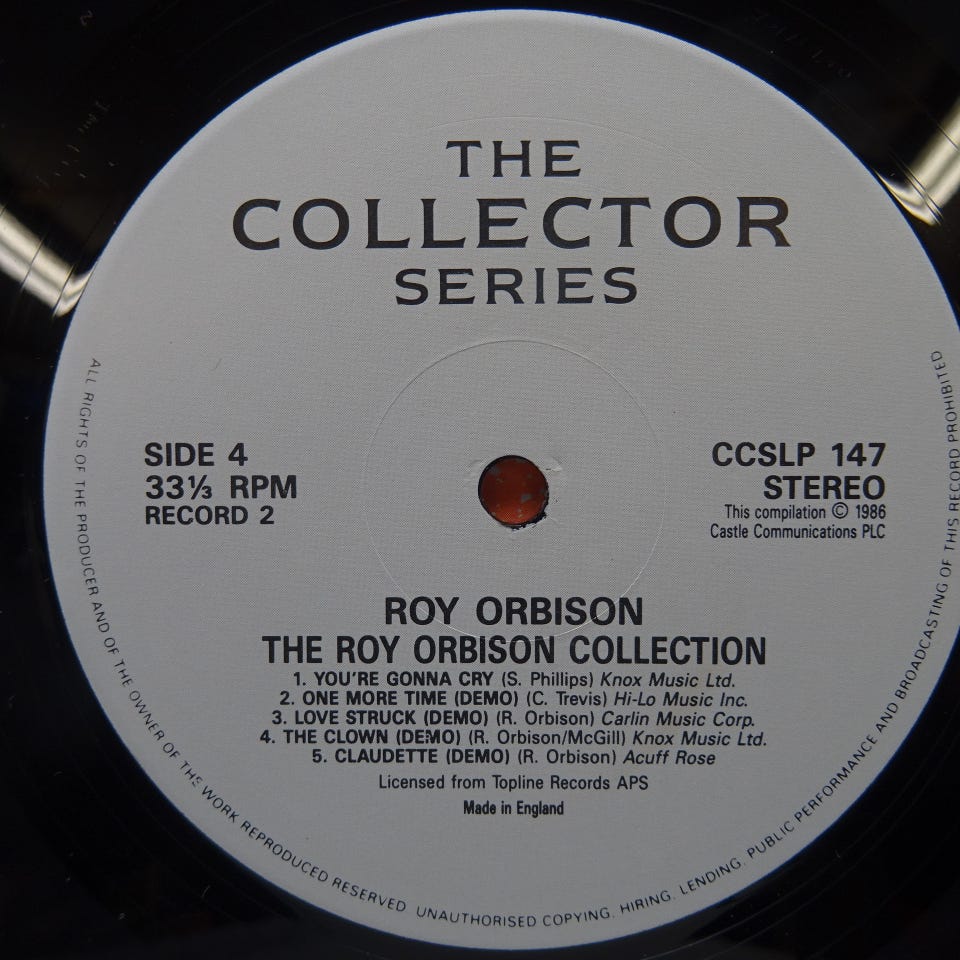 THE
COLLECTOR
SERIES
SIDE 4
33⅓ RPM
RECORD 2
CCSLP 147
STEREO
This compilation © 1986
Castle Communications PLC
ROY ORBISON
THE ROY ORBISON COLLECTION
1. YOU'RE GONNA CRY (S. Phillips) Knox Music Ltd.
2. ONE MORE TIME (DEMO) (C. Trevis) Hi-Lo Music Inc.
3. LOVE STRUCK (DEMO) (R. Orbison) Carlin Music Corp.
4. THE CLOWN (DEMO) (R. Orbison/McGill) Knox Music Ltd.
5. CLAUDETTE (DEMO) (R. Orbison) Acuff Rose
Licensed from Topline Records APS
Made in England
ALL RIGHTS OF THE PRODUCER AND OF THE OWNER OF THE WORK REPRODUCED RESERVED UNAUTHORISED COPYING, HIRING, LENDING, PUBLIC PERFORMANCE AND BROADCASTING OF THIS RECORD PROHIBITED